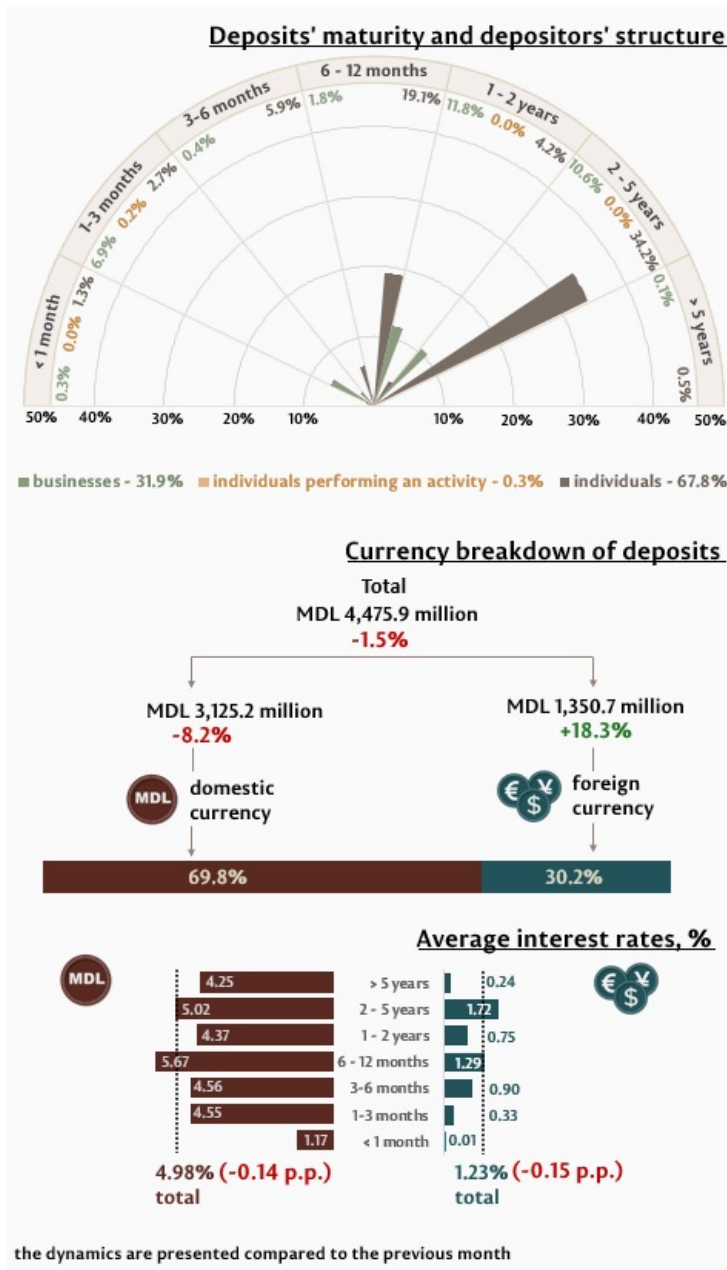 Deposits' maturity and depositors' structure
< 1 month
1-3 months
3-6 months
6 - 12 months
1 - 2 years
2 - 5 years
> 5 years
0.3%
0.0%
1.3%
6.9%
0.2%
2.7%
0.4%
5.9%
1.8%
19.1%
11.8%
0.0%
4.2%
10.6%
0.0%
34.2%
0.1%
0.5%
50% 40% 30% 20% 10% 10% 20% 30% 40% 50%
businesses - 31.9% individuals performing an activity - 0.3% individuals - 67.8%
Currency breakdown of deposits
Total
MDL 4,475.9 million
-1.5%
MDL 3,125.2 million
-8.2%
MDL
domestic
currency
MDL 1,350.7 million
+18.3%
€ ¥
$
foreign
currency
69.8% 30.2%
Average interest rates, %
MDL
€ ¥
$
4.25 > 5 years 0.24
5.02 2 - 5 years 1.72
4.37 1 - 2 years 0.75
5.67 6 - 12 months 1.29
4.56 3-6 months 0.90
4.55 1-3 months 0.33
1.17 < 1 month 0.01
4.98% (-0.14 p.p.)
total
1.23% (-0.15 p.p.)
total
the dynamics are presented compared to the previous month